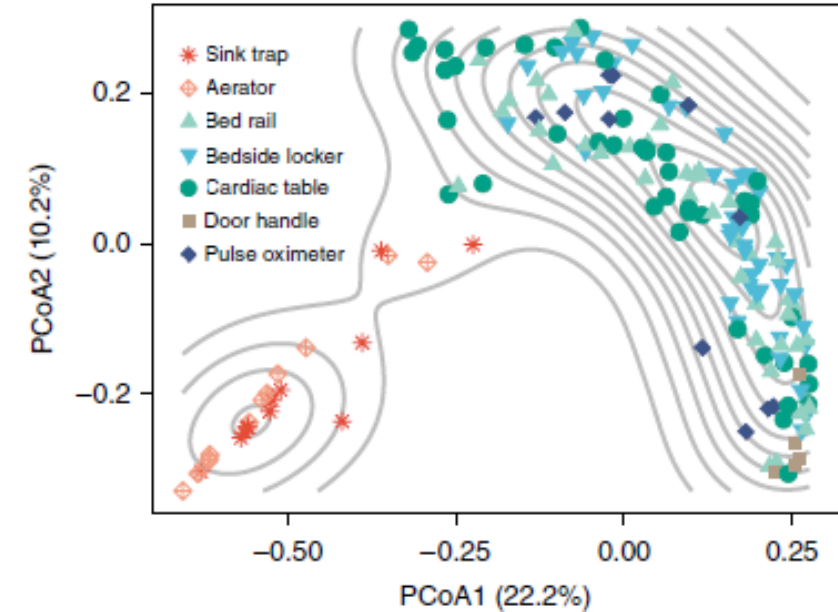 Sink trap
Aerator
Bed rail
Bedside locker
Cardiac table
Door handle
Pulse oximeter
PCoA2 (10.2%)
0.2
0.0
−0.2
−0.50
−0.25
0.00
0.25
PCoA1 (22.2%)